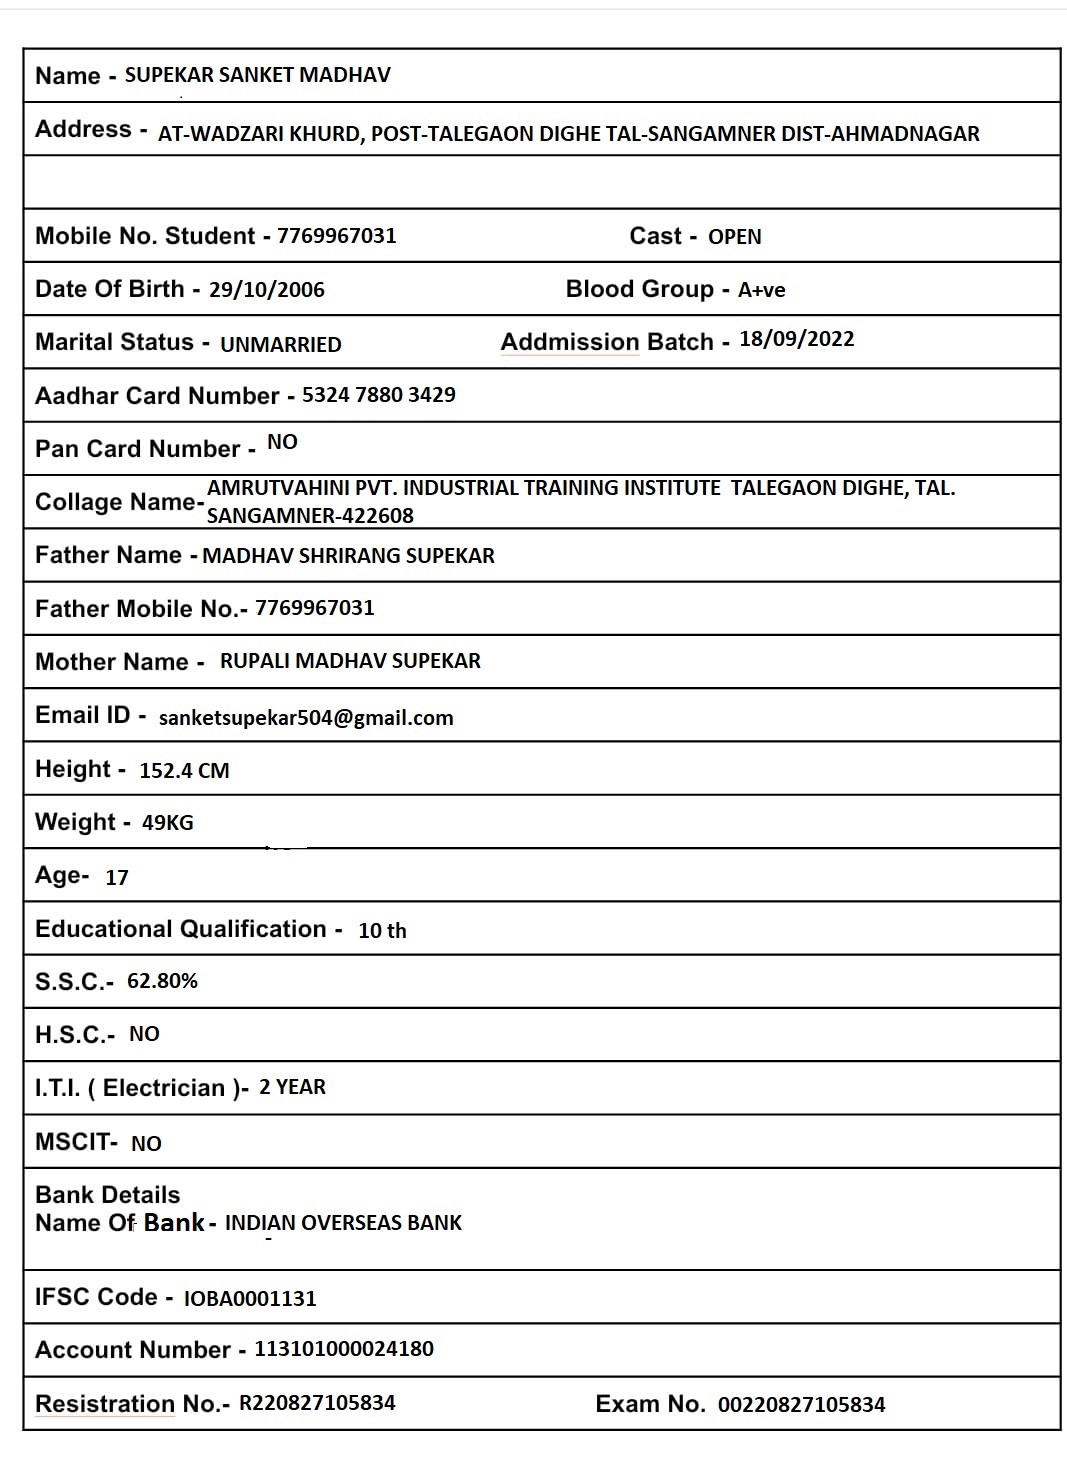 Name - SUPEKAR SANKET MADHAV
Address - AT-WADZARI KHURD, POST-TALEGAON DIGHE TAL-SANGAMNER DIST-AHMADNAGAR
Mobile No. Student - 7769967031 Cast - OPEN
Date Of Birth - 29/10/2006 Blood Group - A+ve
Marital Status - UNMARRIED Addmission Batch - 18/09/2022
Aadhar Card Number - 5324 7880 3429
Pan Card Number - NO
Collage Name- AMRUTVAHINI PVT. INDUSTRIAL TRAINING INSTITUTE TALEGAON DIGHE, TAL.
SANGAMNER-422608
Father Name - MADHAV SHRIRANG SUPEKAR
Father Mobile No.- 7769967031
Mother Name - RUPALI MADHAV SUPEKAR
Email ID - sanketsupekar504@gmail.com
Height - 152.4 CM
Weight - 49KG
Age- 17
Educational Qualification - 10 th
S.S.C.- 62.80%
H.S.C.- NO
I.T.I. ( Electrician )- 2 YEAR
MSCIT- NO
Bank Details
Name Of Bank - INDIAN OVERSEAS BANK
IFSC Code - IOBA0001131
Account Number - 113101000024180
Resistration No.- R220827105834 Exam No. 00220827105834